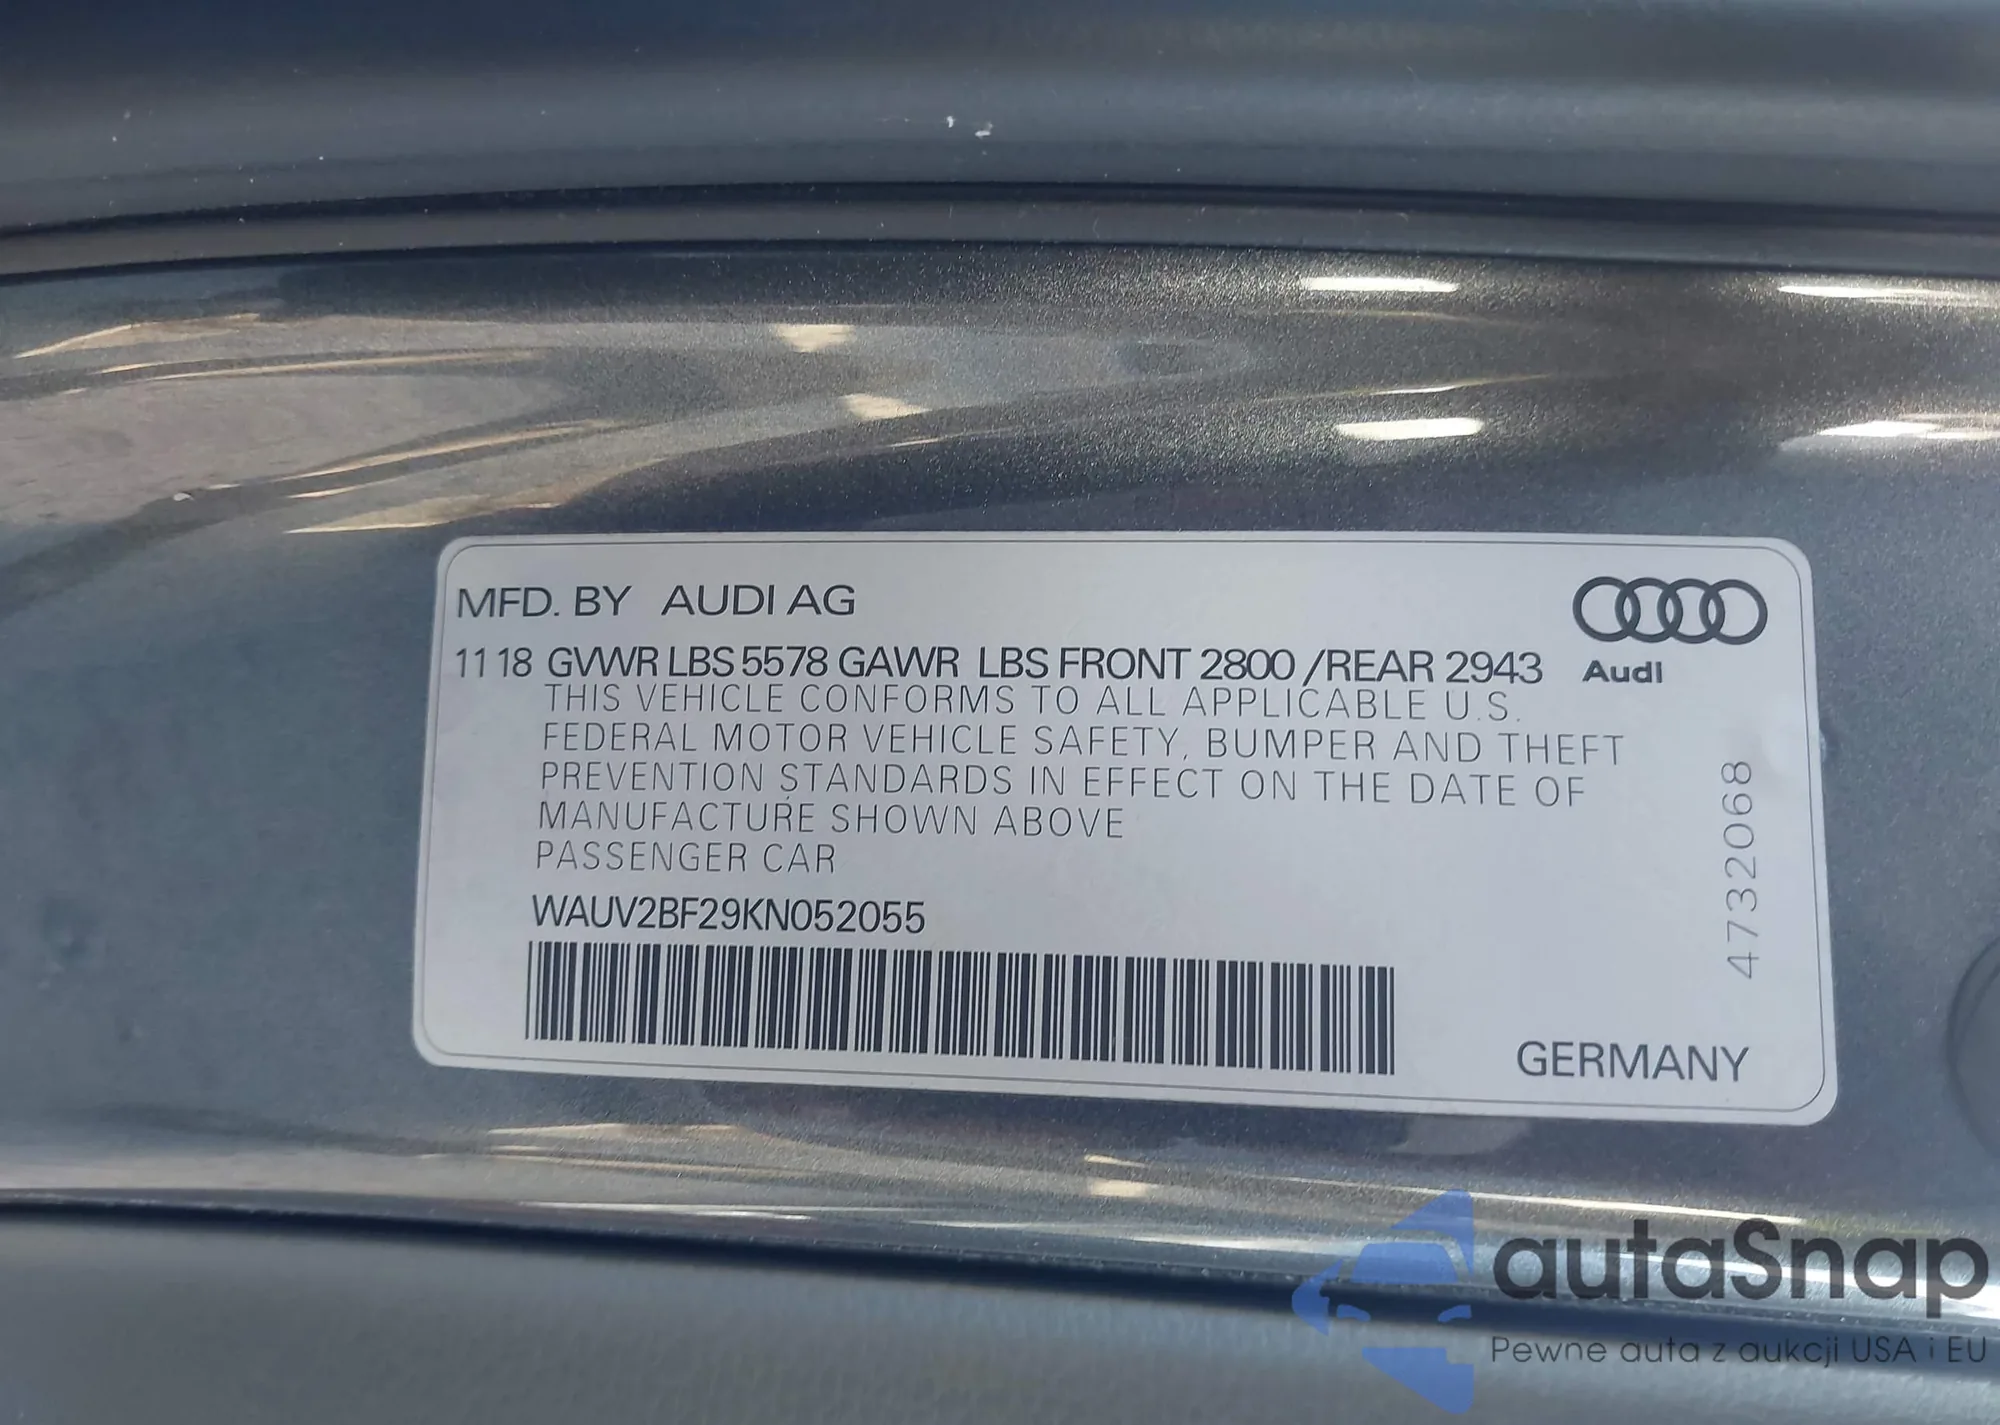 MFD. BY AUDI AG
11 18 GVWR LBS 5578 GAWR LBS FRONT 2800 /REAR 2943
Audi
THIS VEHICLE CONFORMS TO ALL APPLICABLE U.S.
FEDERAL MOTOR VEHICLE SAFETY, BUMPER AND THEFT
PREVENTION STANDARDS IN EFFECT ON THE DATE OF
MANUFACTURE SHOWN ABOVE
PASSENGER CAR
WAUV2BF29KN052055
4732068
GERMANY
autaSnap
Pewne auta z aukcji USA i EU